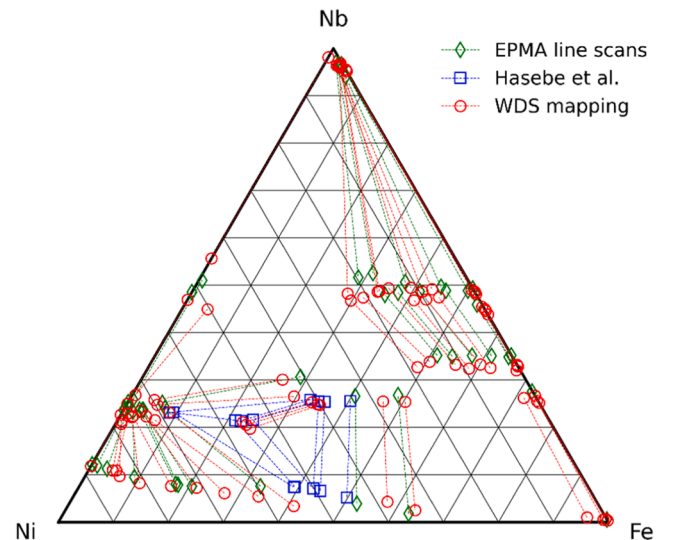 Nb
EPMA line scans
Hasebe et al.
WDS mapping
Ni
Fe